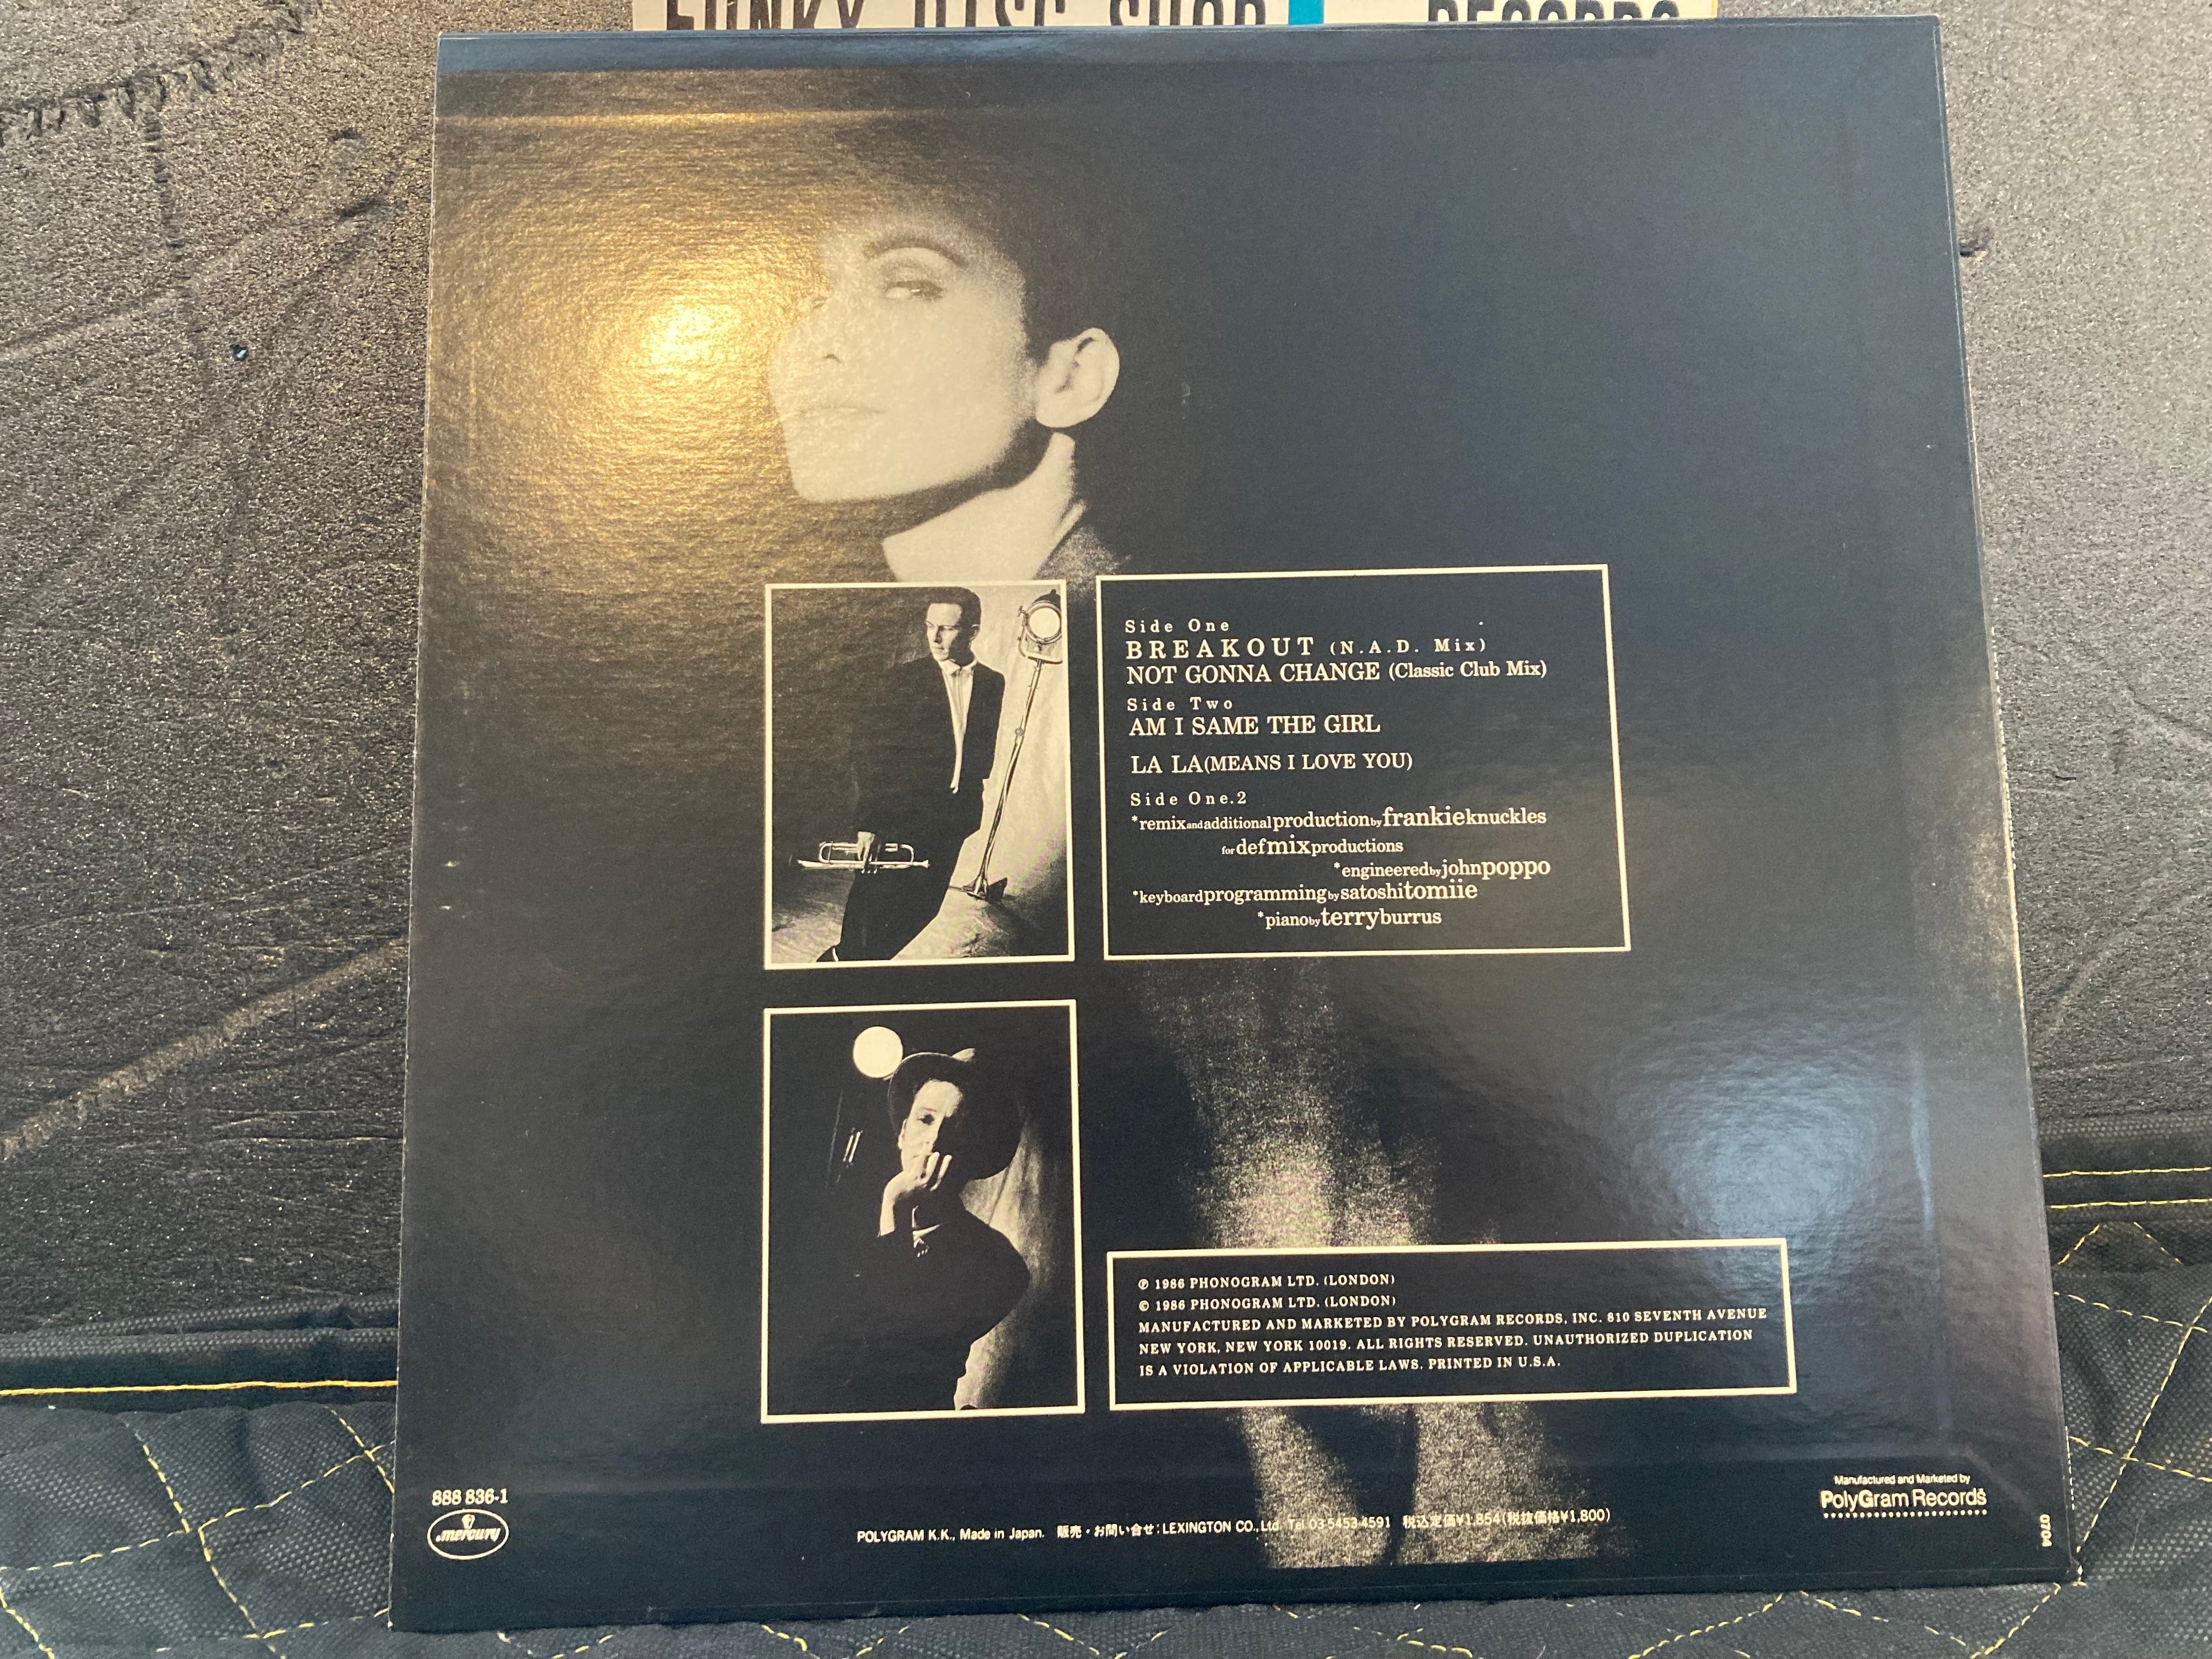 FUNKY DISC SHOP RECORDS
Side One
BREAKOUT (N.A.D. Mix)
NOT GONNA CHANGE (Classic Club Mix)
Side Two
AM I SAME THE GIRL
LA LA(MEANS I LOVE YOU)
Side One.2
*remixandadditionalproductionbyfrankieknuckles
fordefmixproductions
*engineeredbyjohnpoppo
*keyboardprogrammingbysatoshitomiie
*pianobyterryburrus
℗ 1986 PHONOGRAM LTD. (LONDON)
© 1986 PHONOGRAM LTD. (LONDON)
MANUFACTURED AND MARKETED BY POLYGRAM RECORDS, INC. 810 SEVENTH AVENUE
NEW YORK, NEW YORK 10019. ALL RIGHTS RESERVED. UNAUTHORIZED DUPLICATION
IS A VIOLATION OF APPLICABLE LAWS. PRINTED IN U.S.A.
888 836-1
mercury
POLYGRAM K.K., Made in Japan. 販売・お問い合せ:LEXINGTON CO., Ltd. Tel 03-5453-4591 税込定価¥1,854(税抜価格¥1,800)
Manufactured and Marketed by
PolyGram Records